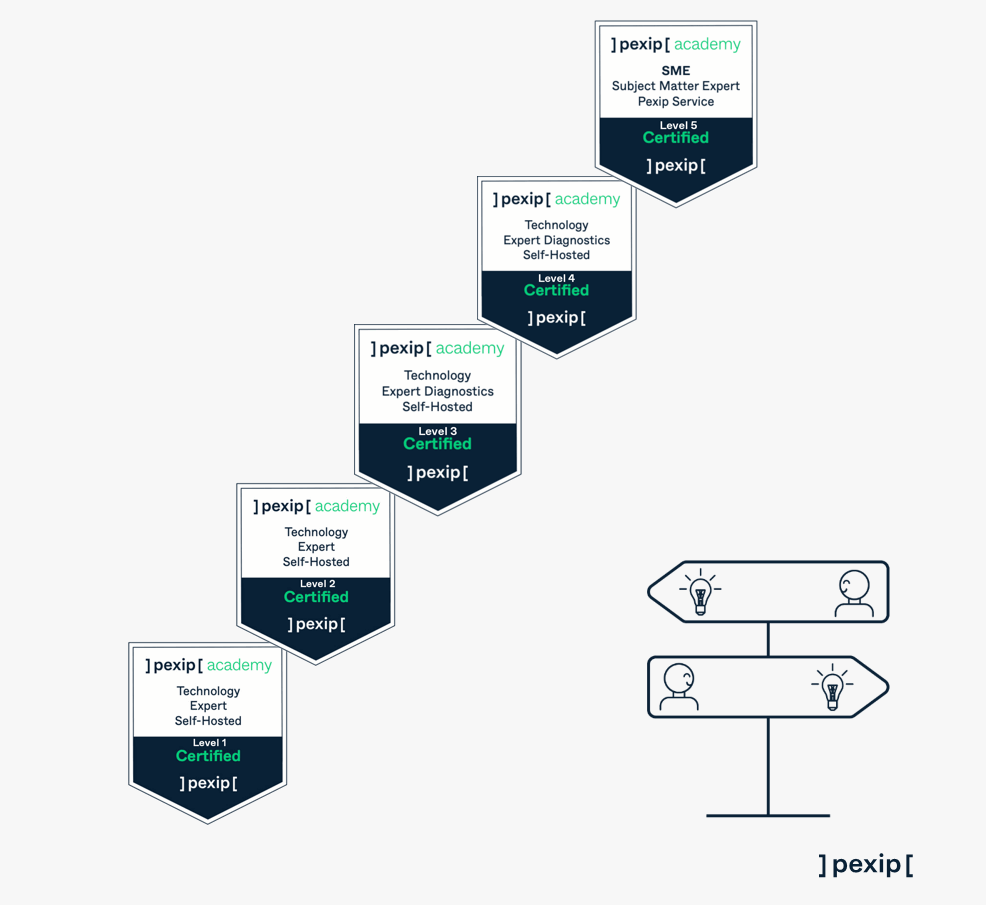 ]pexip[ academy
SME
Subject Matter Expert
Pexip Service
Level 5
Certified
]pexip[
]pexip[ academy
Technology
Expert Diagnostics
Self-Hosted
Level 4
Certified
]pexip[
]pexip[ academy
Technology
Expert Diagnostics
Self-Hosted
Level 3
Certified
]pexip[
]pexip[ academy
Technology
Expert
Self-Hosted
Level 2
Certified
]pexip[
]pexip[ academy
Technology
Expert
Self-Hosted
Level 1
Certified
]pexip[
]pexip[